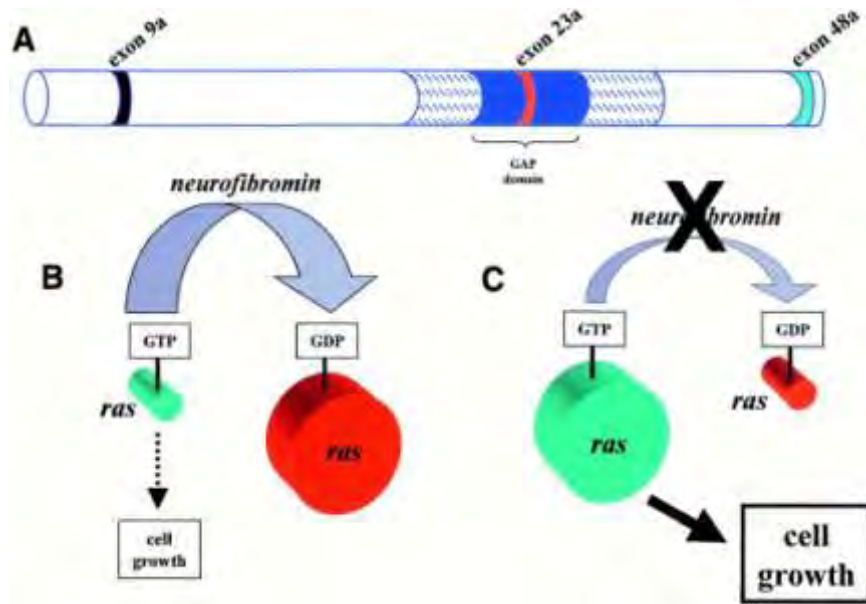 A
exon 9a
exon 23a
exon 48a
GAP
domain
neurofibromin
B
GTP
GDP
ras
ras
cell
growth
X
neurofibromin
C
GTP
GDP
ras
ras
cell
growth